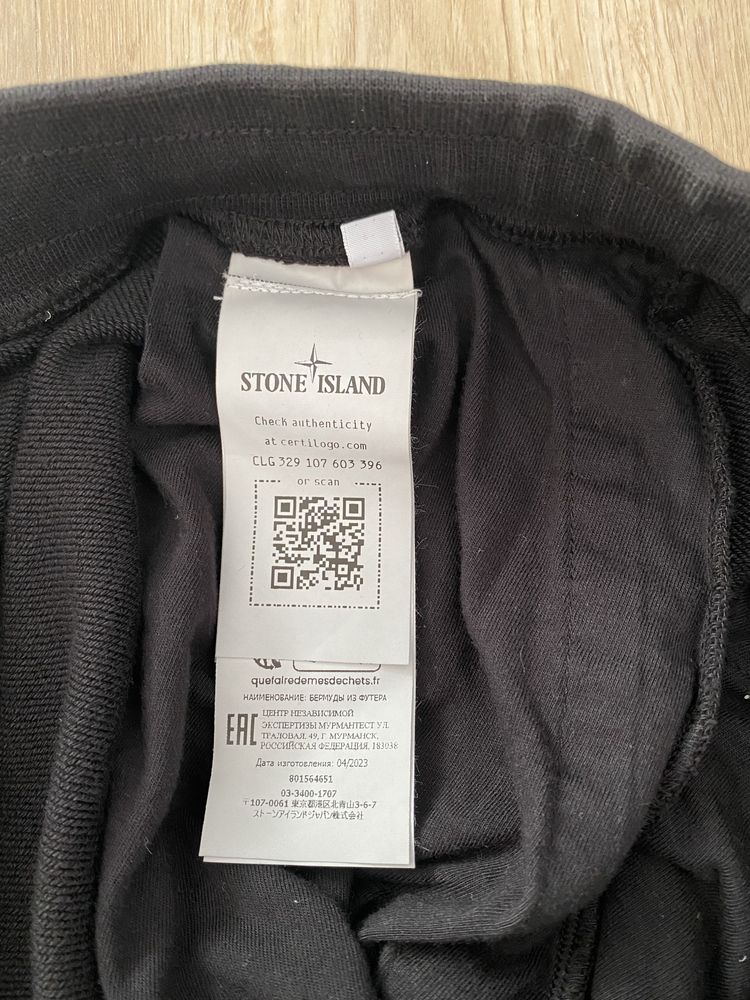 STONE ISLAND
Check authenticity
at certilogo.com
CLG 329 107 603 396
or scan
quefairedemesdechets.fr
НАИМЕНОВАНИЕ: БЕРМУДЫ ИЗ ФУТЕРА
EAC
ЦЕНТР НЕЗАВИСИМОЙ
ЭКСПЕРТИЗЫ МУРМАНТЕСТ УЛ.
ТРАЛОВАЯ, 49, Г. МУРМАНСК,
РОССИЙСКАЯ ФЕДЕРАЦИЯ, 183038
Дата изготовления: 04/2023
801564651
03-3400-1707
〒107-0061 東京都港区北青山3-6-7
ストーンアイランドジャパン株式会社